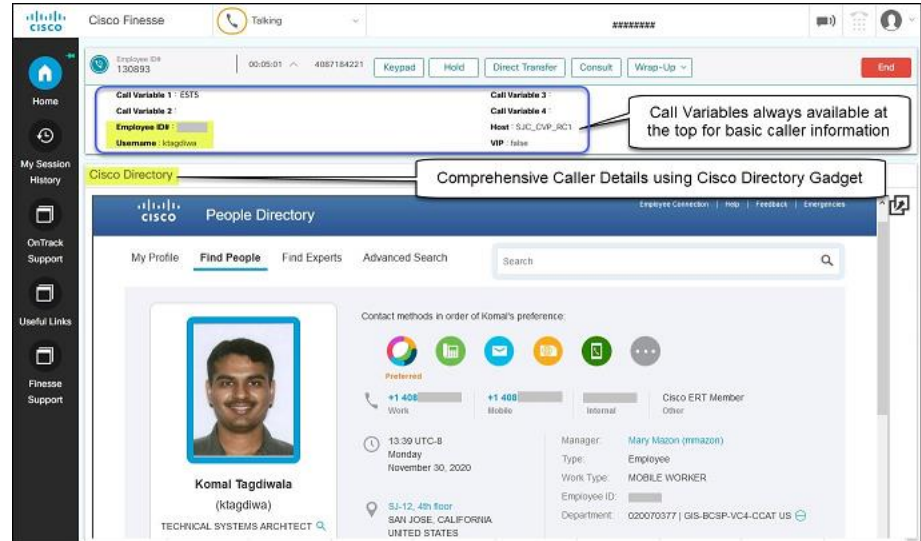 CISCO
Cisco Finesse
Talking
########
Home
My Session
History
OnTrack
Support
Useful Links
Finesse
Support
Employee ID#
130893
00:05:01
4087184221
Keypad
Hold
Direct Transfer
Consult
Wrap-Up
End
Call Variable 1 : ESTS
Call Variable 2 :
Employee ID# :
Username : ktagdiwa
Call Variable 3 :
Call Variable 4 :
Host : SJC_CVP_RC1
VIP : false
Call Variables always available at
the top for basic caller information
Cisco Directory
Comprehensive Caller Details using Cisco Directory Gadget
CISCO
People Directory
Employee Connection | Help | Feedback | Emergencies
My Profile
Find People
Find Experts
Advanced Search
Search
Komal Tagdiwala
(ktagdiwa)
TECHNICAL SYSTEMS ARCHITECT
Contact methods in order of Komal's preference:
Preferred
+1 408
Work
+1 408
Mobile
Internal
Cisco ERT Member
Other
13:39 UTC-8
Monday
November 30, 2020
SJ-12, 4th floor
SAN JOSE, CALIFORNIA
UNITED STATES
Manager: Mary Mazon (mmazon)
Type: Employee
Work Type: MOBILE WORKER
Employee ID:
Department: 020070377 | GIS-BCSP-VC4-CCAT US